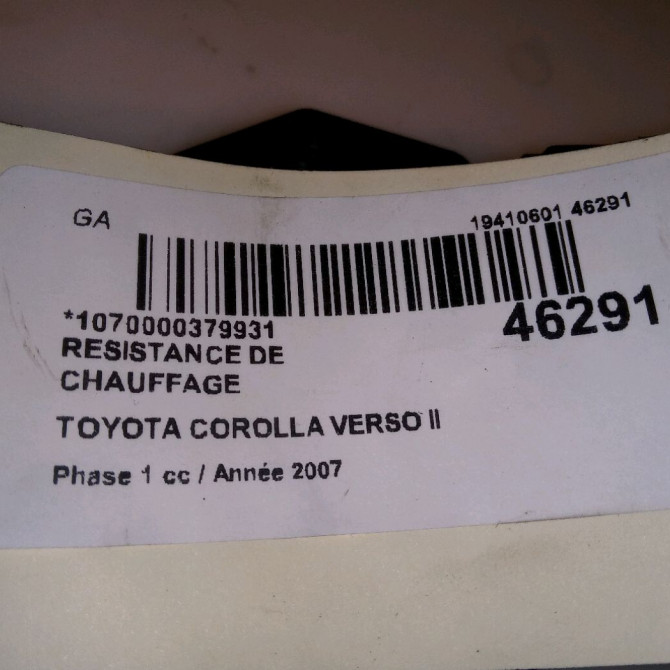 GA
19410601 46291
*1070000379931
46291
RESISTANCE DE
CHAUFFAGE
TOYOTA COROLLA VERSO II
Phase 1 cc / Année 2007